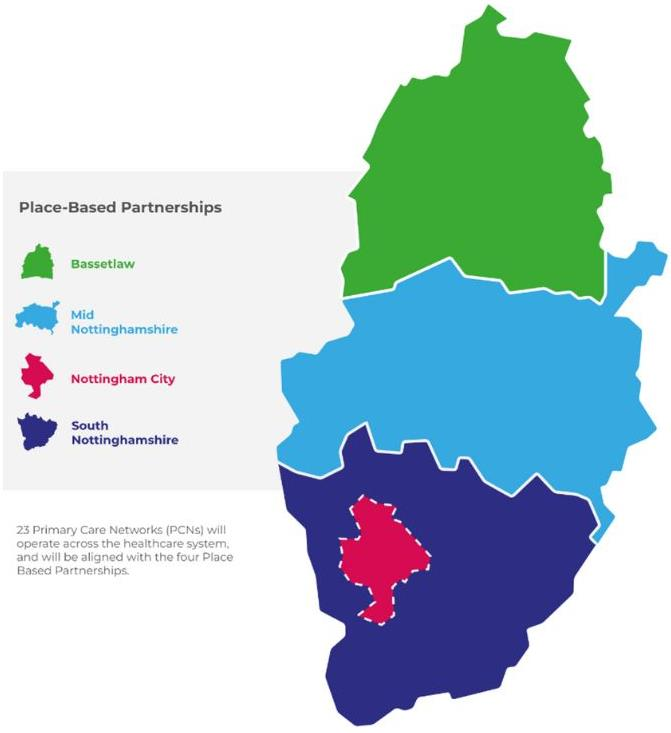 Place-Based Partnerships
Bassetlaw
Mid
Nottinghamshire
Nottingham City
South
Nottinghamshire
23 Primary Care Networks (PCNs) will
operate across the healthcare system,
and will be aligned with the four Place
Based Partnerships.